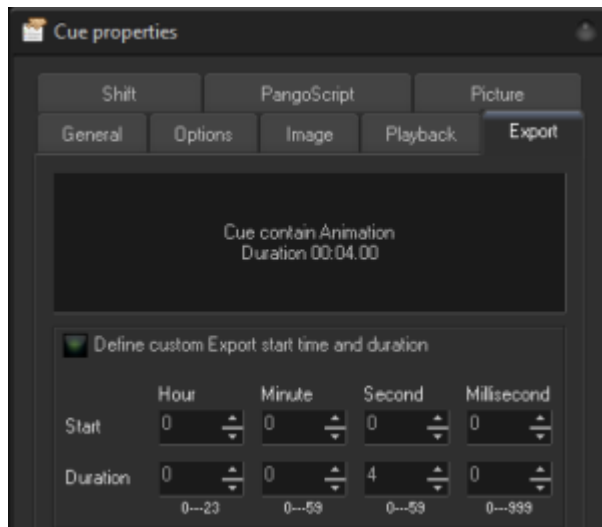 Cue properties
Shift PangoScript Picture
General Options Image Playback Export
Cue contain Animation
Duration 00:04.00
Define custom Export start time and duration
Hour Minute Second Millisecond
Start 0 0 0 0
Duration 0 0 4 0
0---23 0---59 0---59 0---999